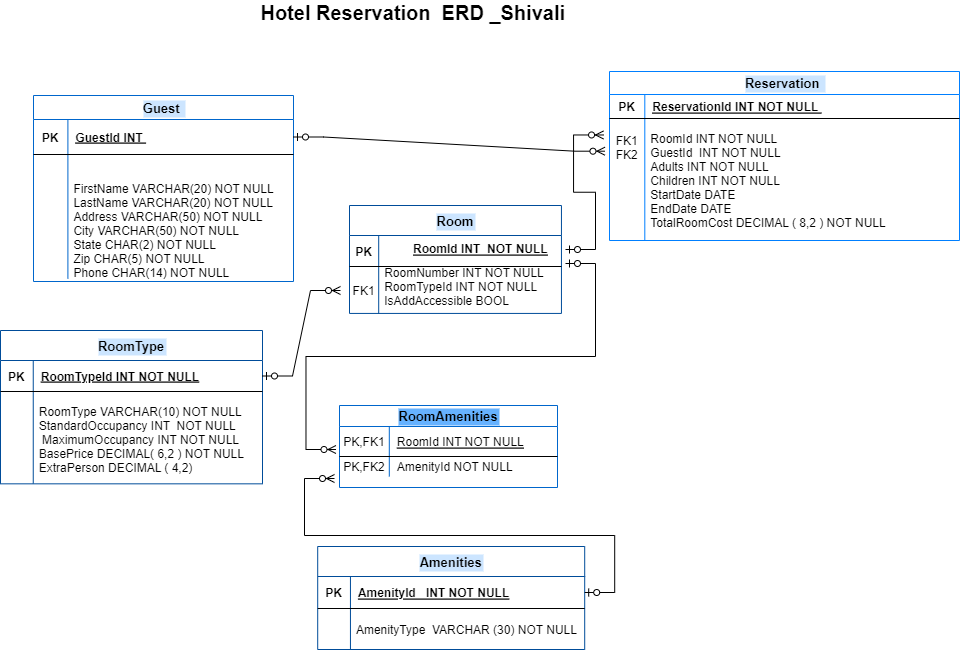 Hotel Reservation ERD _Shivali
Guest
PK GuestId INT
FirstName VARCHAR(20) NOT NULL
LastName VARCHAR(20) NOT NULL
Address VARCHAR(50) NOT NULL
City VARCHAR(50) NOT NULL
State CHAR(2) NOT NULL
Zip CHAR(5) NOT NULL
Phone CHAR(14) NOT NULL
Reservation
PK ReservationId INT NOT NULL
FK1 RoomId INT NOT NULL
FK2 GuestId INT NOT NULL
Adults INT NOT NULL
Children INT NOT NULL
StartDate DATE
EndDate DATE
TotalRoomCost DECIMAL ( 8,2 ) NOT NULL
Room
PK RoomId INT NOT NULL
RoomNumber INT NOT NULL
FK1 RoomTypeId INT NOT NULL
IsAddAccessible BOOL
RoomType
PK RoomTypeId INT NOT NULL
RoomType VARCHAR(10) NOT NULL
StandardOccupancy INT NOT NULL
MaximumOccupancy INT NOT NULL
BasePrice DECIMAL( 6,2 ) NOT NULL
ExtraPerson DECIMAL ( 4,2)
RoomAmenities
PK,FK1 RoomId INT NOT NULL
PK,FK2 AmenityId NOT NULL
Amenities
PK AmenityId INT NOT NULL
AmenityType VARCHAR (30) NOT NULL